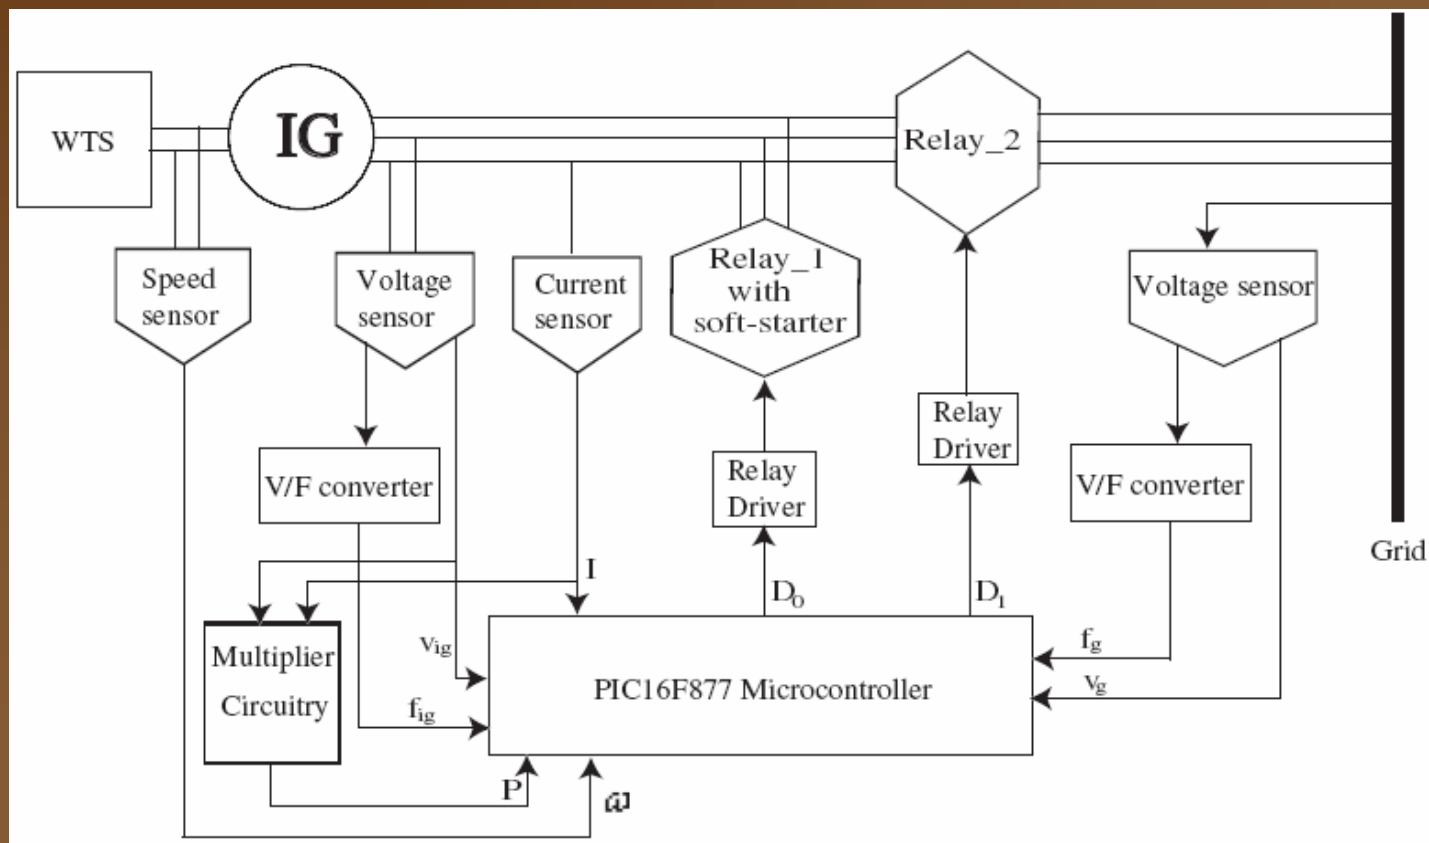 WTS
IG
Relay_2
Speed
sensor
Voltage
sensor
Current
sensor
Relay_1
with
soft-starter
Voltage sensor
Relay
Driver
Relay
Driver
V/F converter
V/F converter
Grid
I
D0
D1
Multiplier
Circuitry
vig
fig
PIC16F877 Microcontroller
fg
vg
P
ω